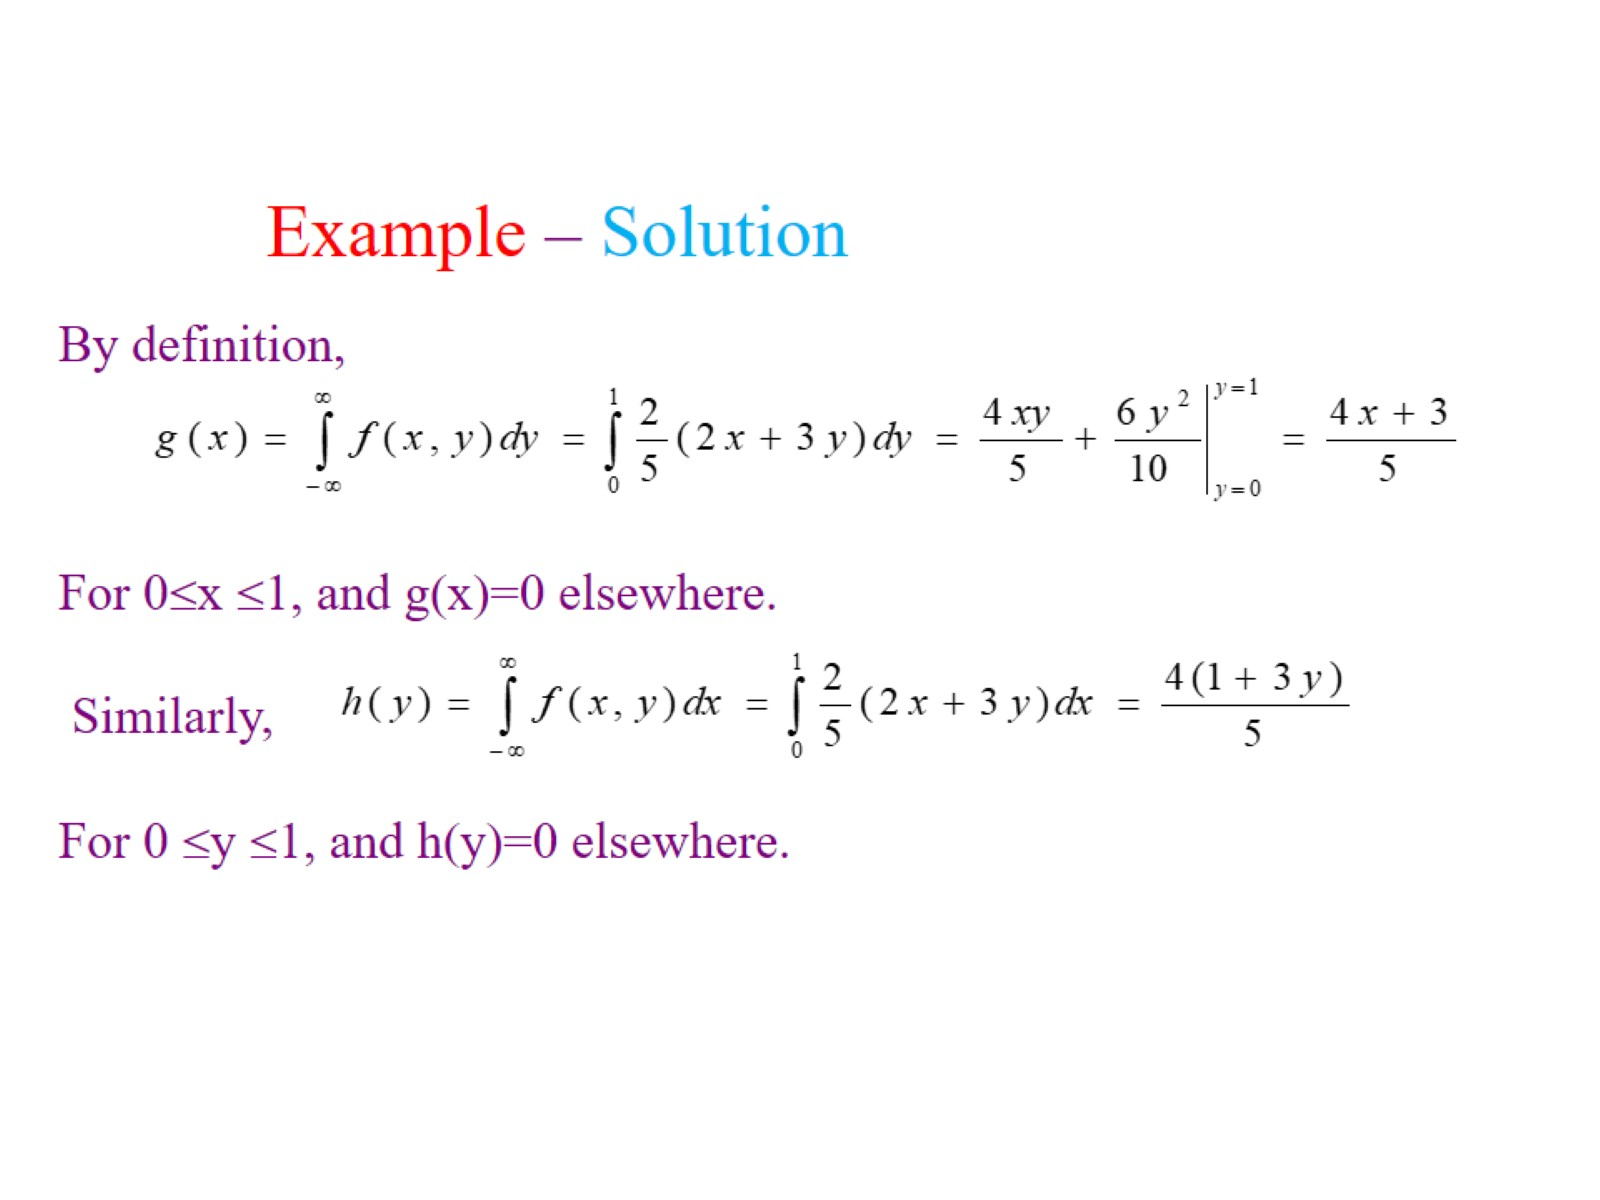 Example – Solution
By definition,
g(x) = ∫_{-∞}^{∞} f(x, y)dy = ∫_{0}^{1} 2/5 (2x + 3y)dy = 4xy/5 + 6y²/10 |_{y=0}^{y=1} = 4x + 3/5
For 0≤x ≤1, and g(x)=0 elsewhere.
Similarly, h(y) = ∫_{-∞}^{∞} f(x, y)dx = ∫_{0}^{1} 2/5 (2x + 3y)dx = 4(1 + 3y)/5
For 0 ≤y ≤1, and h(y)=0 elsewhere.